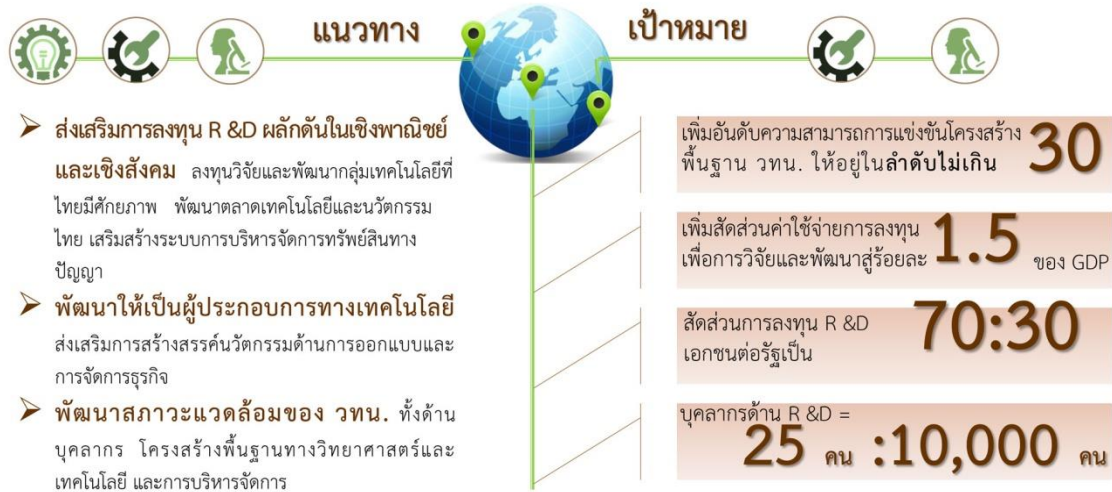 แนวทาง
➢ ส่งเสริมการลงทุน R &D ผลักดันในเชิงพาณิชย์
และเชิงสังคม ลงทุนวิจัยและพัฒนากลุ่มเทคโนโลยีที่
ไทยมีศักยภาพ พัฒนาตลาดเทคโนโลยีและนวัตกรรม
ไทย เสริมสร้างระบบการบริหารจัดการทรัพย์สินทาง
ปัญญา
➢ พัฒนาให้เป็นผู้ประกอบการทางเทคโนโลยี
ส่งเสริมการสร้างสรรค์นวัตกรรมด้านการออกแบบและ
การจัดการธุรกิจ
➢ พัฒนาสภาวะแวดล้อมของ วทน. ทั้งด้าน
บุคลากร โครงสร้างพื้นฐานทางวิทยาศาสตร์และ
เทคโนโลยี และการบริหารจัดการ
เป้าหมาย
เพิ่มอันดับความสามารถการแข่งขันโครงสร้าง
พื้นฐาน วทน. ให้อยู่ในลำดับไม่เกิน 30
เพิ่มสัดส่วนค่าใช้จ่ายการลงทุน
เพื่อการวิจัยและพัฒนาสู่ร้อยละ 1.5 ของ GDP
สัดส่วนการลงทุน R &D
เอกชนต่อรัฐเป็น 70:30
บุคลากรด้าน R &D =
25 คน :10,000 คน